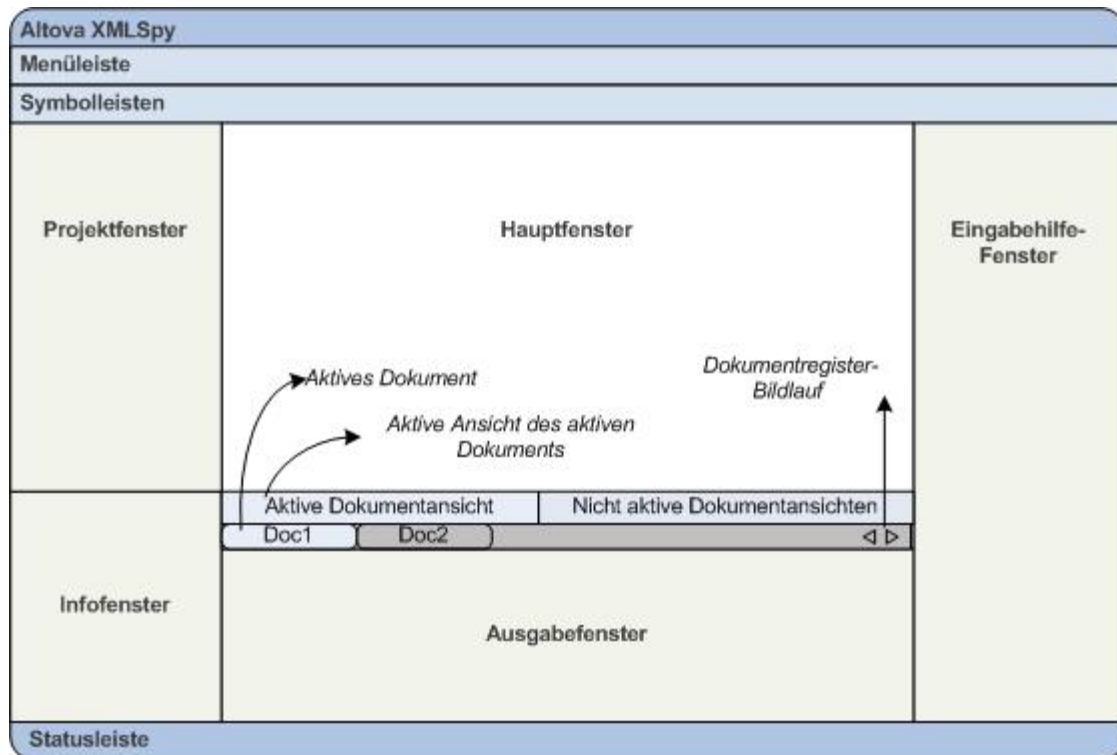 Altova XMLSpy
Menüleiste
Symbolleisten
Projektfenster
Hauptfenster
Eingabehilfe-
Fenster
Aktives Dokument
Dokumentregister-
Bildlauf
Aktive Ansicht des aktiven
Dokuments
Aktive Dokumentansicht
Nicht aktive Dokumentansichten
Doc1
Doc2
Infofenster
Ausgabefenster
Statusleiste